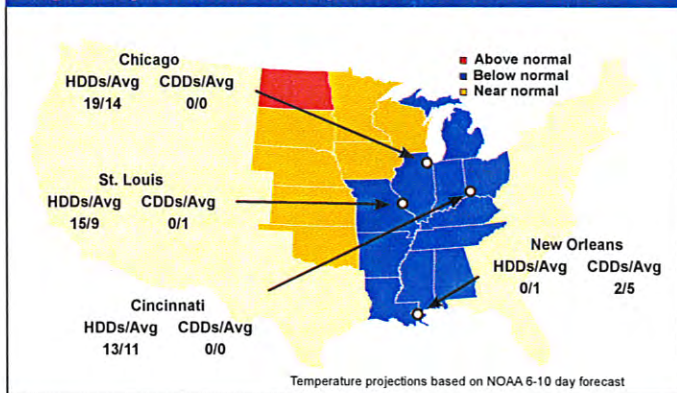 Chicago
HDDs/Avg CDDs/Avg
19/14 0/0
Above normal
Below normal
Near normal
St. Louis
HDDs/Avg CDDs/Avg
15/9 0/1
New Orleans
HDDs/Avg CDDs/Avg
0/1 2/5
Cincinnati
HDDs/Avg CDDs/Avg
13/11 0/0
Temperature projections based on NOAA 6-10 day forecast